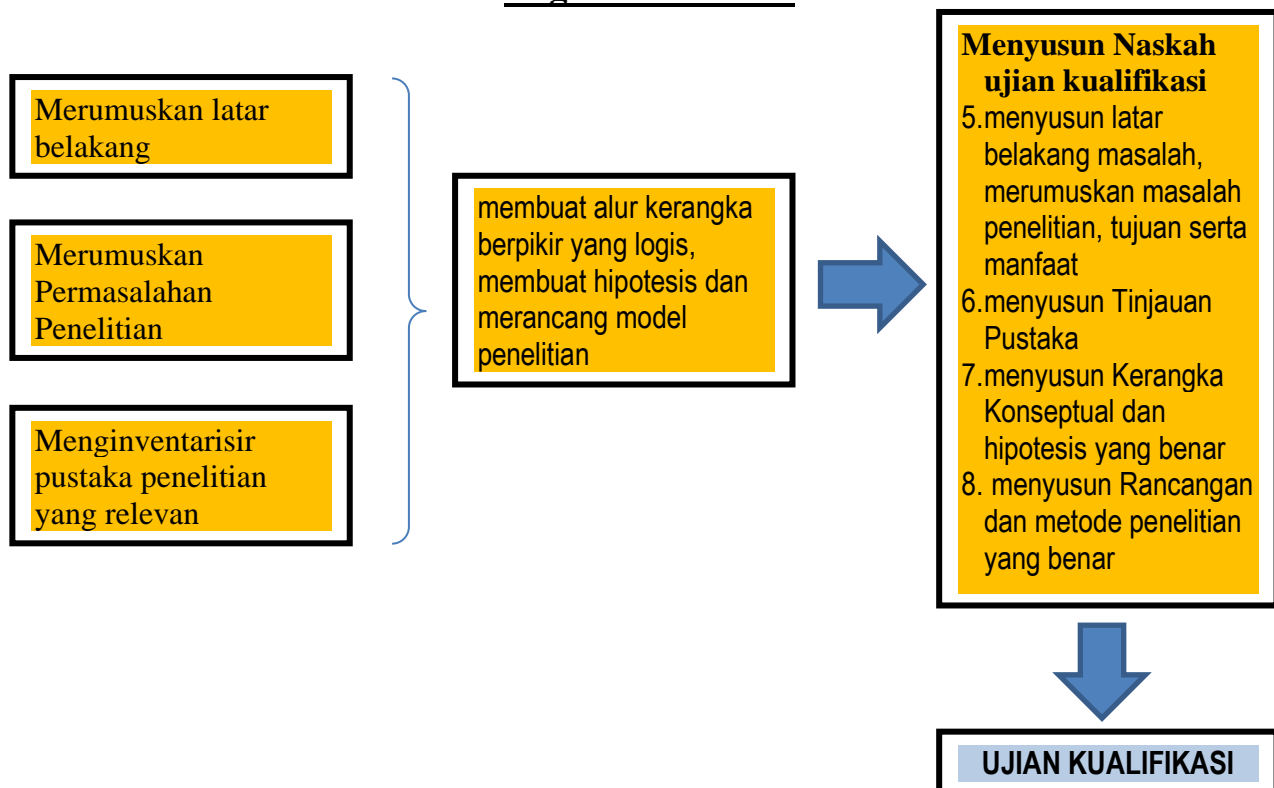 Merumuskan latar
belakang
Merumuskan
Permasalahan
Penelitian
Menginventarisir
pustaka penelitian
yang relevan
membuat alur kerangka
berpikir yang logis,
membuat hipotesis dan
merancang model
penelitian
Menyusun Naskah
ujian kualifikasi
5.menyusun latar
belakang masalah,
merumuskan masalah
penelitian, tujuan serta
manfaat
6.menyusun Tinjauan
Pustaka
7.menyusun Kerangka
Konseptual dan
hipotesis yang benar
8. menyusun Rancangan
dan metode penelitian
yang benar
UJIAN KUALIFIKASI